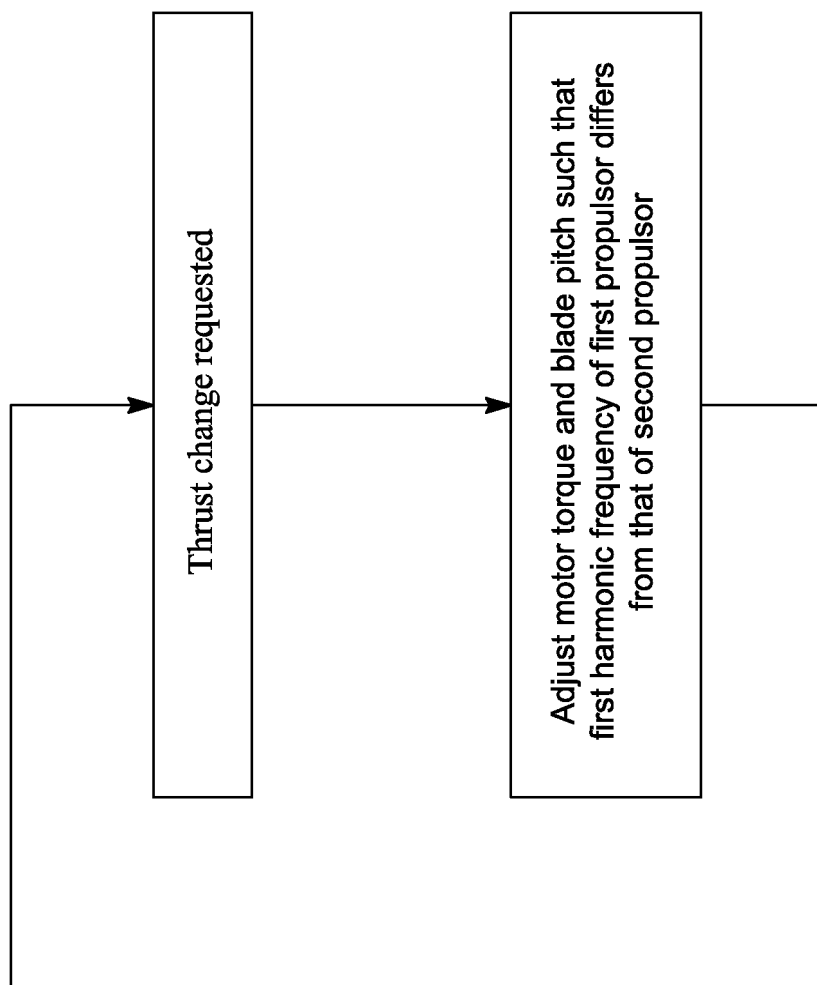 Thrust change requested
Adjust motor torque and blade pitch such that
first harmonic frequency of first propulsor differs
from that of second propulsor